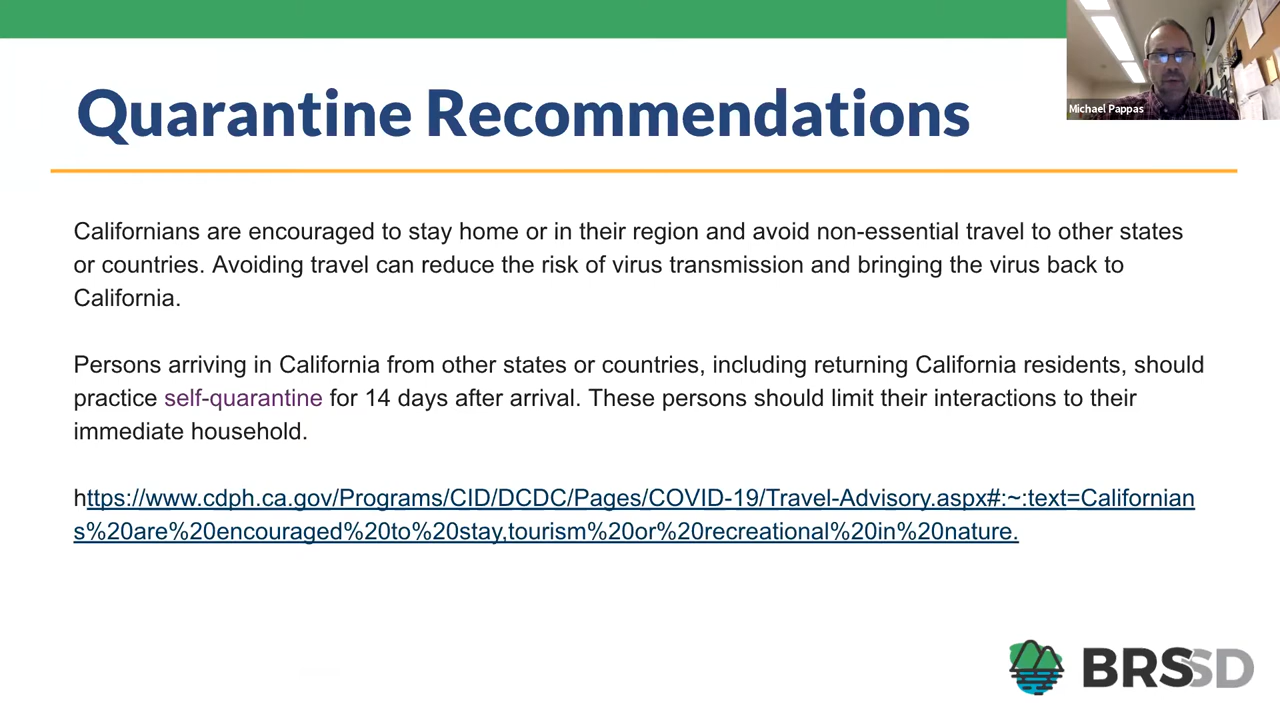 Quarantine Recommendations
Michael Pappas
Californians are encouraged to stay home or in their region and avoid non-essential travel to other states
or countries. Avoiding travel can reduce the risk of virus transmission and bringing the virus back to
California.
Persons arriving in California from other states or countries, including returning California residents, should
practice self-quarantine for 14 days after arrival. These persons should limit their interactions to their
immediate household.
https://www.cdph.ca.gov/Programs/CID/DCDC/Pages/COVID-19/Travel-Advisory.aspx#:~:text=Californian
s%20are%20encouraged%20to%20stay,tourism%20or%20recreational%20in%20nature.
BRSSD